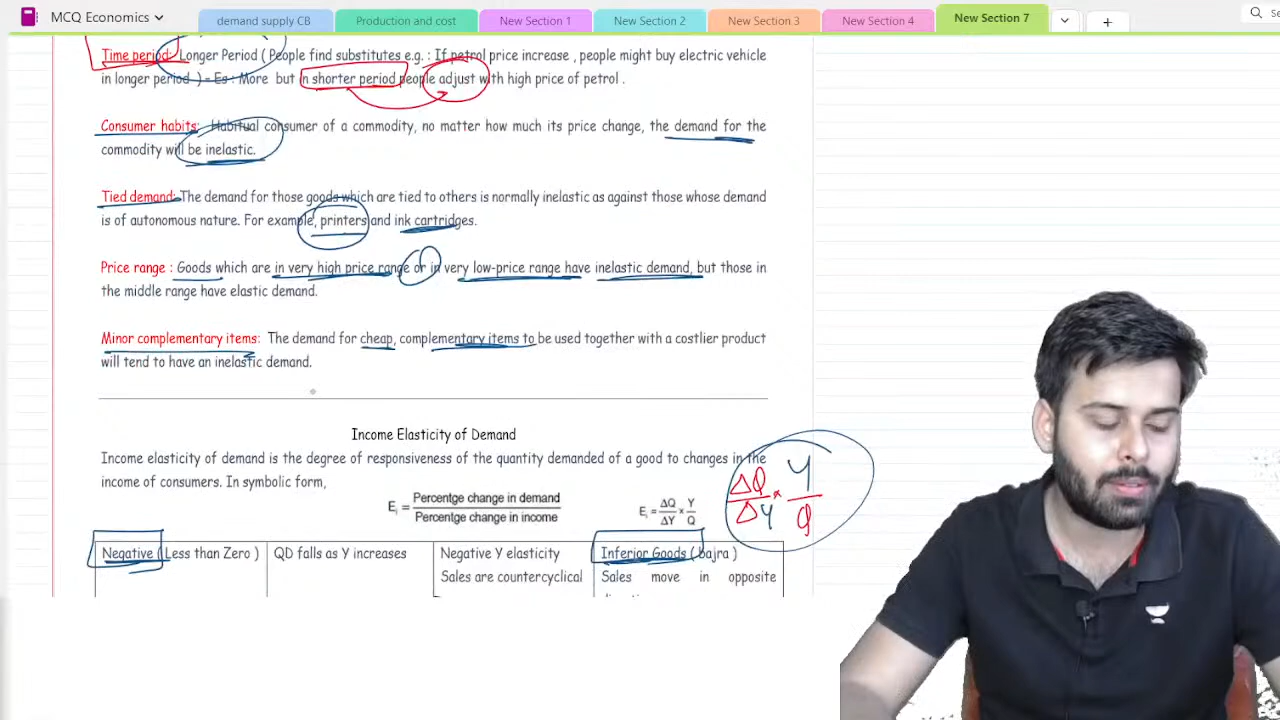 MCQ Economics
demand supply CB
Production and cost
New Section 1
New Section 2
New Section 3
New Section 4
New Section 7
Time period: Longer Period ( People find substitutes e.g. : If petrol price increase , people might buy electric vehicle
in longer period ) = Es : More but in shorter period people adjust with high price of petrol .
Consumer habits: Habitual consumer of a commodity, no matter how much its price change, the demand for the
commodity will be inelastic.
Tied demand: The demand for those goods which are tied to others is normally inelastic as against those whose demand
is of autonomous nature. For example, printers and ink cartridges.
Price range : Goods which are in very high price range or in very low-price range have inelastic demand, but those in
the middle range have elastic demand.
Minor complementary items: The demand for cheap, complementary items to be used together with a costlier product
will tend to have an inelastic demand.
Income Elasticity of Demand
Income elasticity of demand is the degree of responsiveness of the quantity demanded of a good to changes in the
income of consumers. In symbolic form,
Ei = Percentge change in demand
Percentge change in income
Ei = ΔQ/ΔY x Y/Q
ΔQ/ΔY x Y/Q
Negative ( Less than Zero )
QD falls as Y increases
Negative Y elasticity
Sales are countercyclical
Inferior Goods ( bajra )
Sales move in opposite